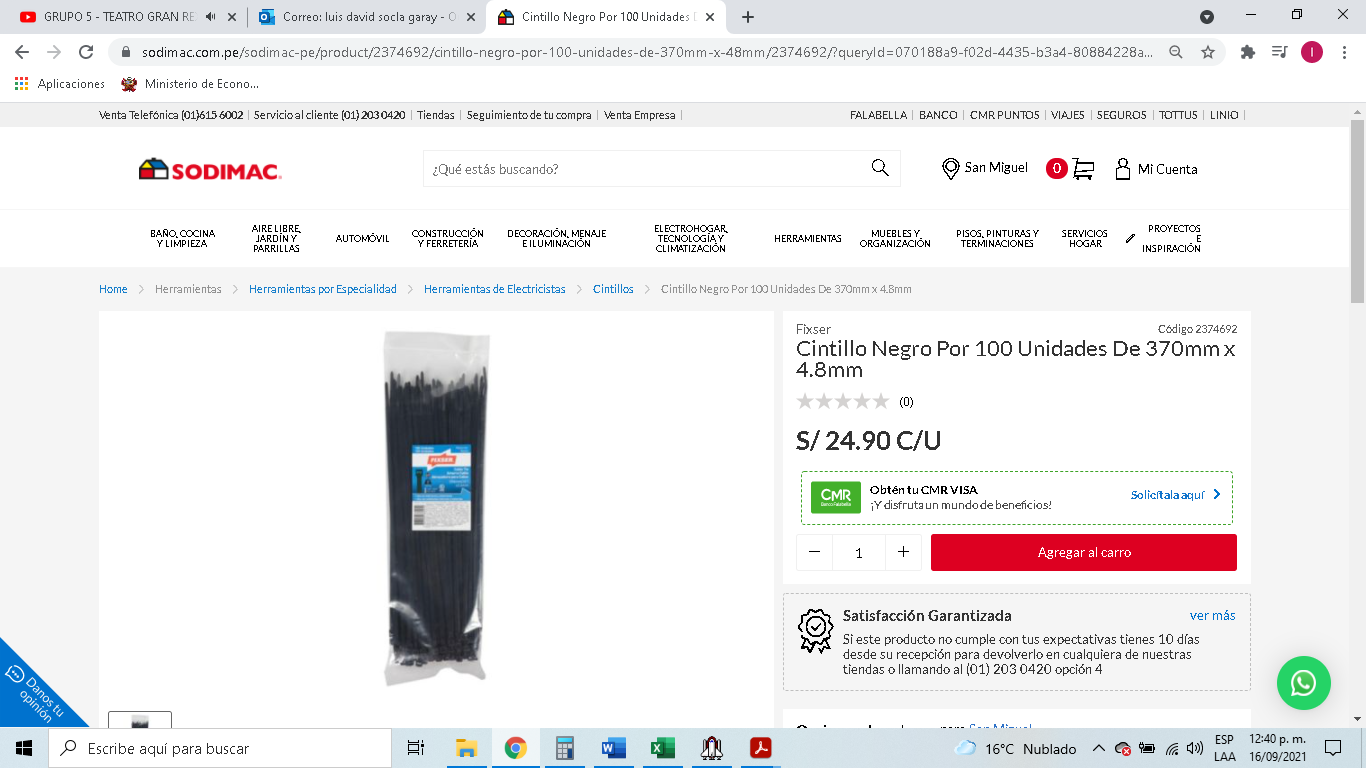 GRUPO 5 - TEATRO GRAN RE
Correo: luis david socla garay - O
Cintillo Negro Por 100 Unidades D
sodimac.com.pe/sodimac-pe/product/2374692/cintillo-negro-por-100-unidades-de-370mm-x-48mm/2374692/?queryId=070188a9-f02d-4435-b3a4-80884228a...
I
Aplicaciones
Ministerio de Econo...
Venta Telefónica (01)615 6002
Servicio al cliente (01) 203 0420
Tiendas
Seguimiento de tu compra
Venta Empresa
FALABELLA
BANCO
CMR PUNTOS
VIAJES
SEGUROS
TOTTUS
LINIO
SODIMAC
¿Qué estás buscando?
San Miguel
0
Mi Cuenta
BAÑO, COCINA
Y LIMPIEZA
AIRE LIBRE,
JARDÍN Y
PARRILLAS
AUTOMÓVIL
CONSTRUCCIÓN
Y FERRETERÍA
DECORACIÓN, MENAJE
E ILUMINACIÓN
ELECTROHOGAR,
TECNOLOGÍA Y
CLIMATIZACIÓN
HERRAMIENTAS
MUEBLES Y
ORGANIZACIÓN
PISOS, PINTURAS Y
TERMINACIONES
SERVICIOS
HOGAR
PROYECTOS
E
INSPIRACIÓN
Home
Herramientas
Herramientas por Especialidad
Herramientas de Electricistas
Cintillos
Cintillo Negro Por 100 Unidades De 370mm x 4.8mm
FIXSER
Fixser
Código 2374692
Cintillo Negro Por 100 Unidades De 370mm x
4.8mm
(0)
S/ 24.90 C/U
CMR
Banco Falabella
Obtén tu CMR VISA
¡Y disfruta un mundo de beneficios!
Solicítala aquí
1
Agregar al carro
Satisfacción Garantizada
ver más
Si este producto no cumple con tus expectativas tienes 10 días
desde su recepción para devolverlo en cualquiera de nuestras
tiendas o llamando al (01) 203 0420 opción 4
Danos tu
opinión
para San Miguel
Escribe aquí para buscar
16°C Nublado
ESP
LAA
12:40 p. m.
16/09/2021